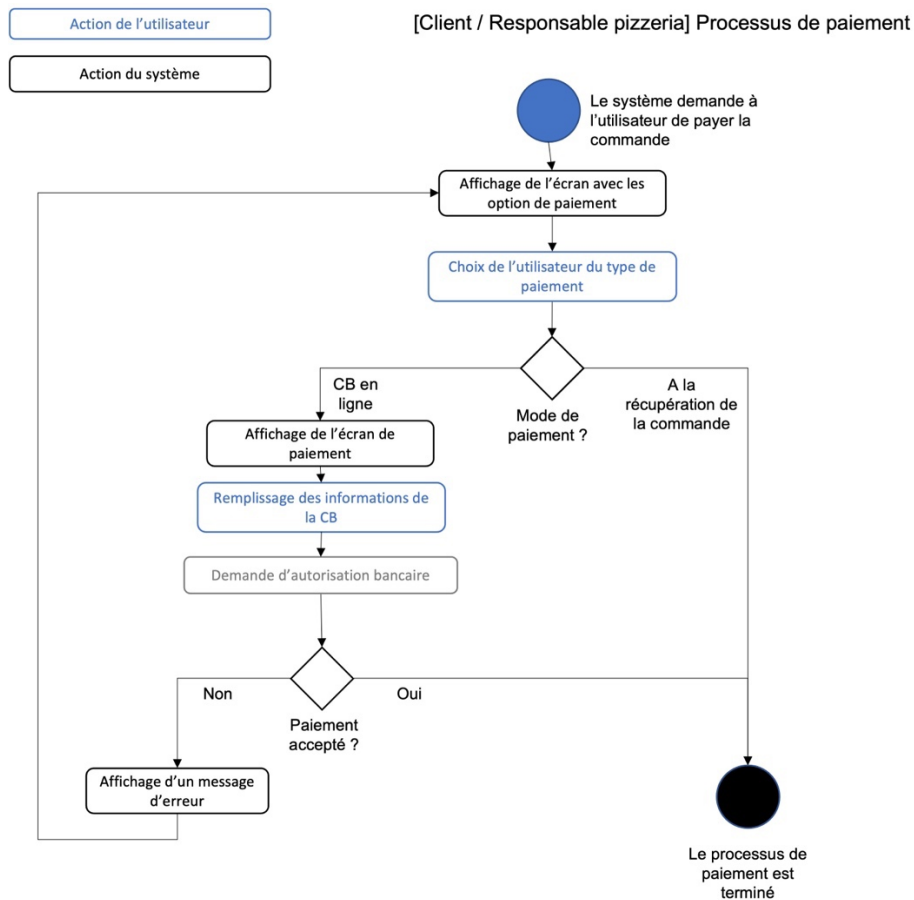 Action de l'utilisateur
[Client / Responsable pizzeria] Processus de paiement
Action du système
Le système demande à
l'utilisateur de payer la
commande
Affichage de l'écran avec les
option de paiement
Choix de l'utilisateur du type de
paiement
CB en
ligne
Mode de
paiement ?
A la
récupération de
la commande
Affichage de l'écran de
paiement
Remplissage des informations de
la CB
Demande d'autorisation bancaire
Non
Oui
Paiement
accepté ?
Affichage d'un message
d'erreur
Le processus de
paiement est
terminé